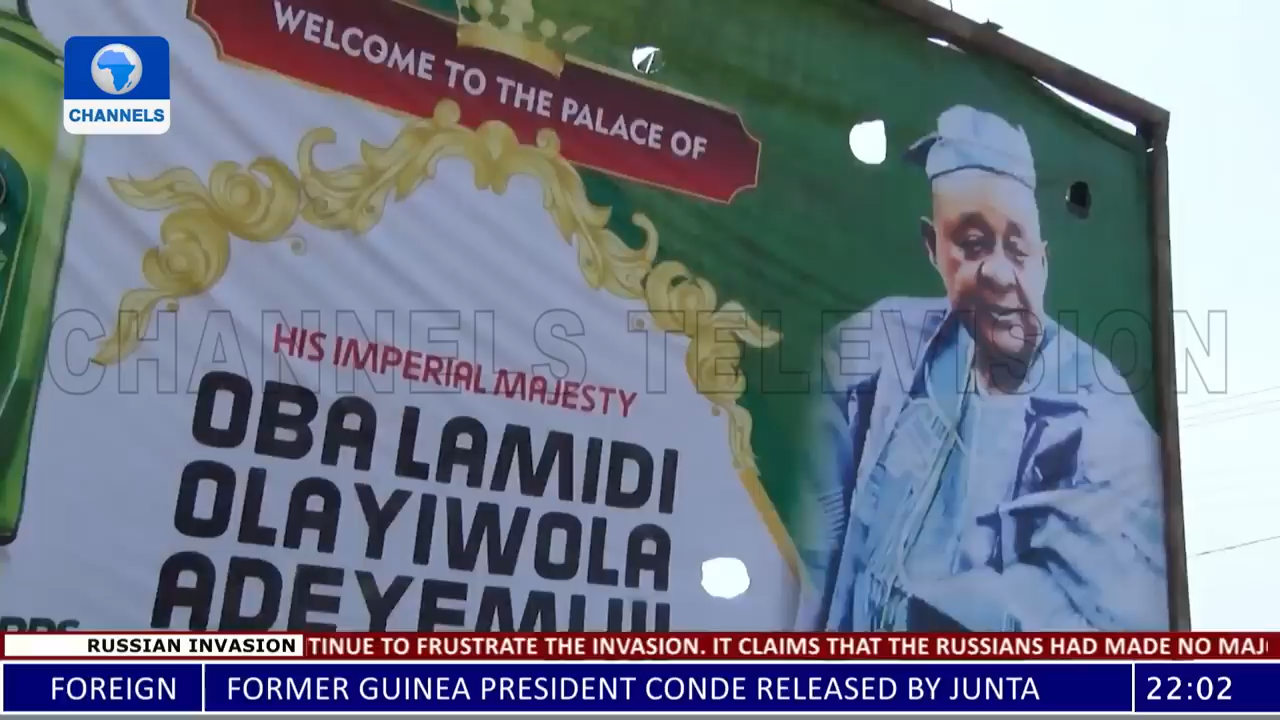 CHANNELS
WELCOME TO THE PALACE OF
HIS IMPERIAL MAJESTY
OBA LAMIDI
OLAYIWOLA
ADEYEMI III
CHANNELS TELEVISION
RUSSIAN INVASION
TINUE TO FRUSTRATE THE INVASION. IT CLAIMS THAT THE RUSSIANS HAD MADE NO MAJ
FOREIGN
FORMER GUINEA PRESIDENT CONDE RELEASED BY JUNTA
22:02